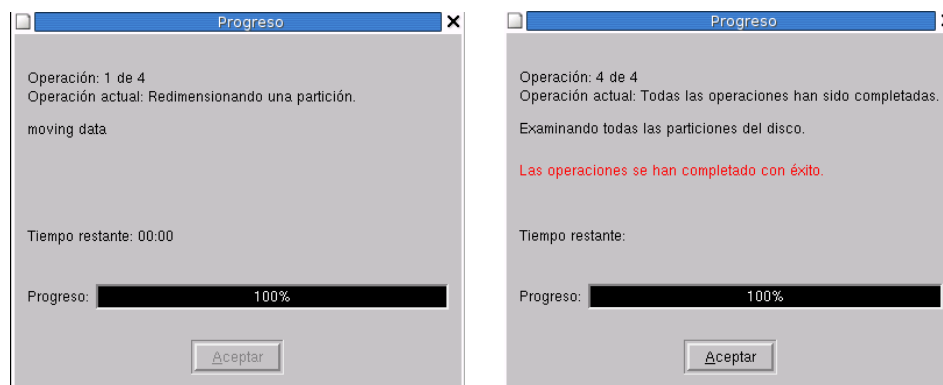 Progreso
Operación: 1 de 4
Operación actual: Redimensionando una partición.
moving data
Tiempo restante: 00:00
Progreso: 100%
Aceptar
Progreso
Operación: 4 de 4
Operación actual: Todas las operaciones han sido completadas.
Examinando todas las particiones del disco.
Las operaciones se han completado con éxito.
Tiempo restante:
Progreso: 100%
Aceptar